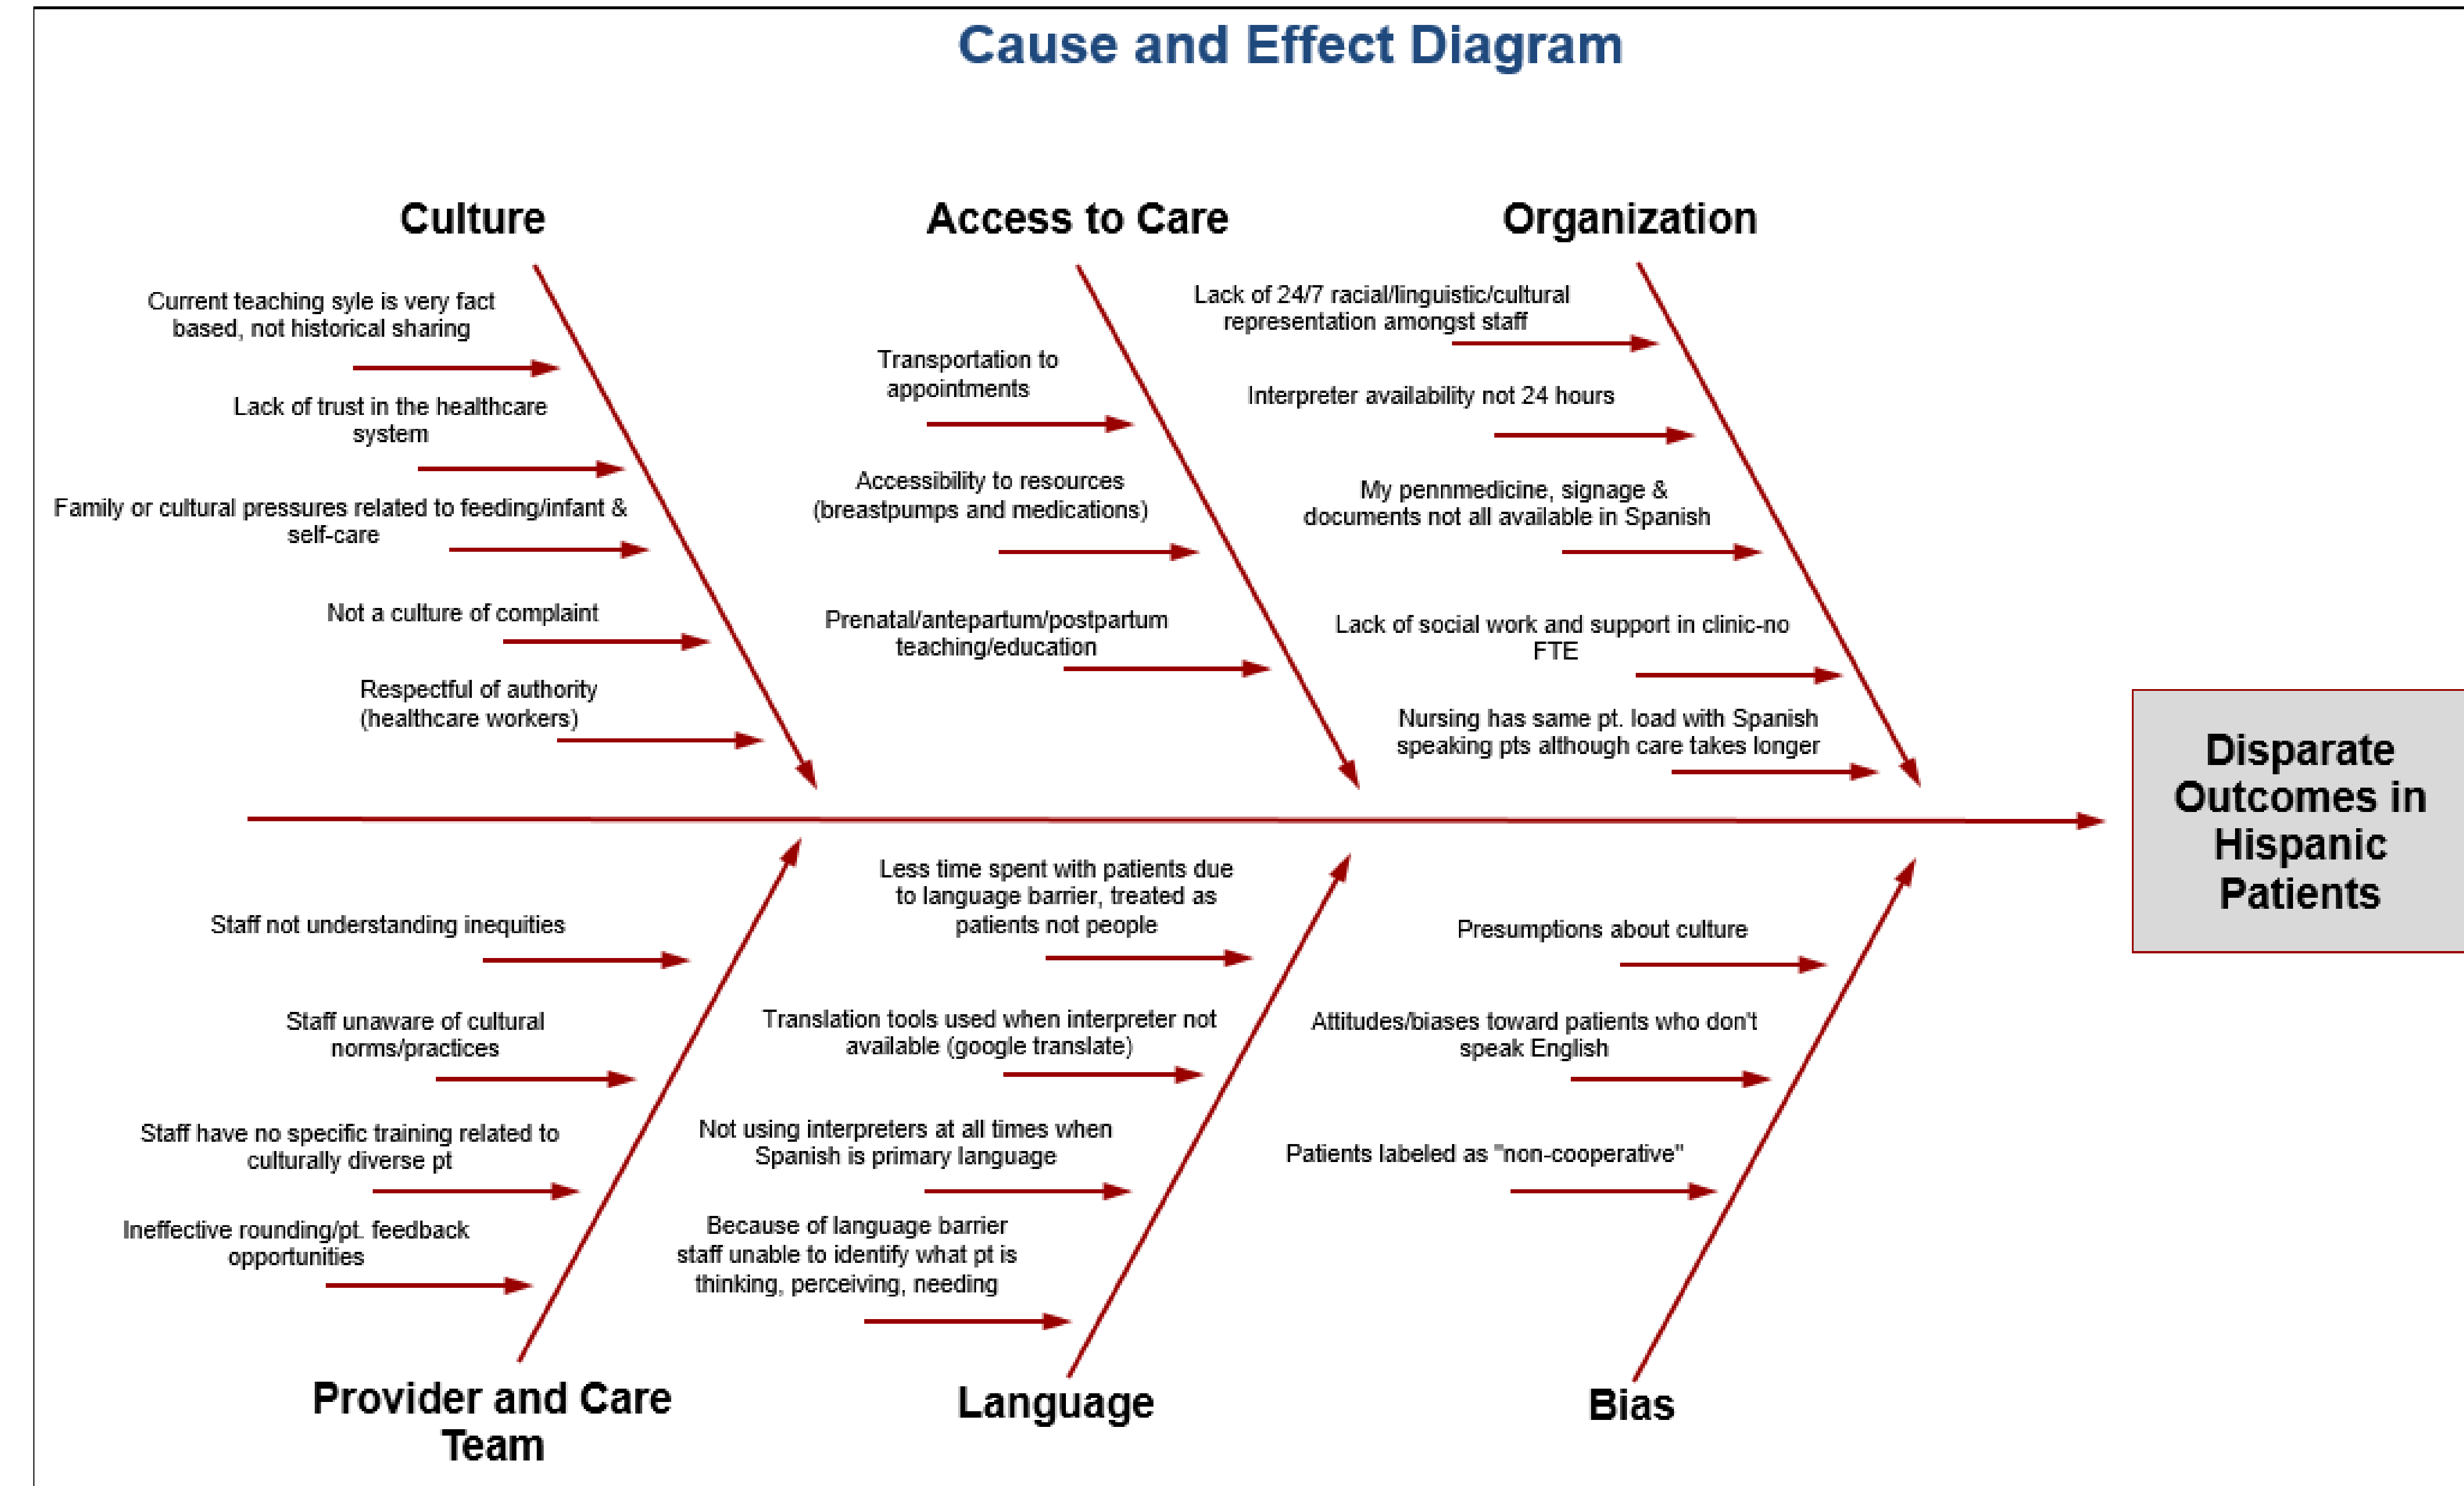 Cause and Effect Diagram
Culture
Current teaching syle is very fact
based, not historical sharing
Lack of trust in the healthcare
system
Family or cultural pressures related to feeding/infant &
self-care
Not a culture of complaint
Respectful of authority
(healthcare workers)
Access to Care
Transportation to
appointments
Accessibility to resources
(breastpumps and medications)
Prenatal/antepartum/postpartum
teaching/education
Organization
Lack of 24/7 racial/linguistic/cultural
representation amongst staff
Interpreter availability not 24 hours
My pennmedicine, signage &
documents not all available in Spanish
Lack of social work and support in clinic-no
FTE
Nursing has same pt. load with Spanish
speaking pts although care takes longer
Disparate
Outcomes in
Hispanic
Patients
Staff not understanding inequities
Staff unaware of cultural
norms/practices
Staff have no specific training related to
culturally diverse pt
Ineffective rounding/pt. feedback
opportunities
Provider and Care
Team
Less time spent with patients due
to language barrier, treated as
patients not people
Translation tools used when interpreter not
available (google translate)
Not using interpreters at all times when
Spanish is primary language
Because of language barrier
staff unable to identify what pt is
thinking, perceiving, needing
Language
Presumptions about culture
Attitudes/biases toward patients who don't
speak English
Patients labeled as "non-cooperative"
Bias